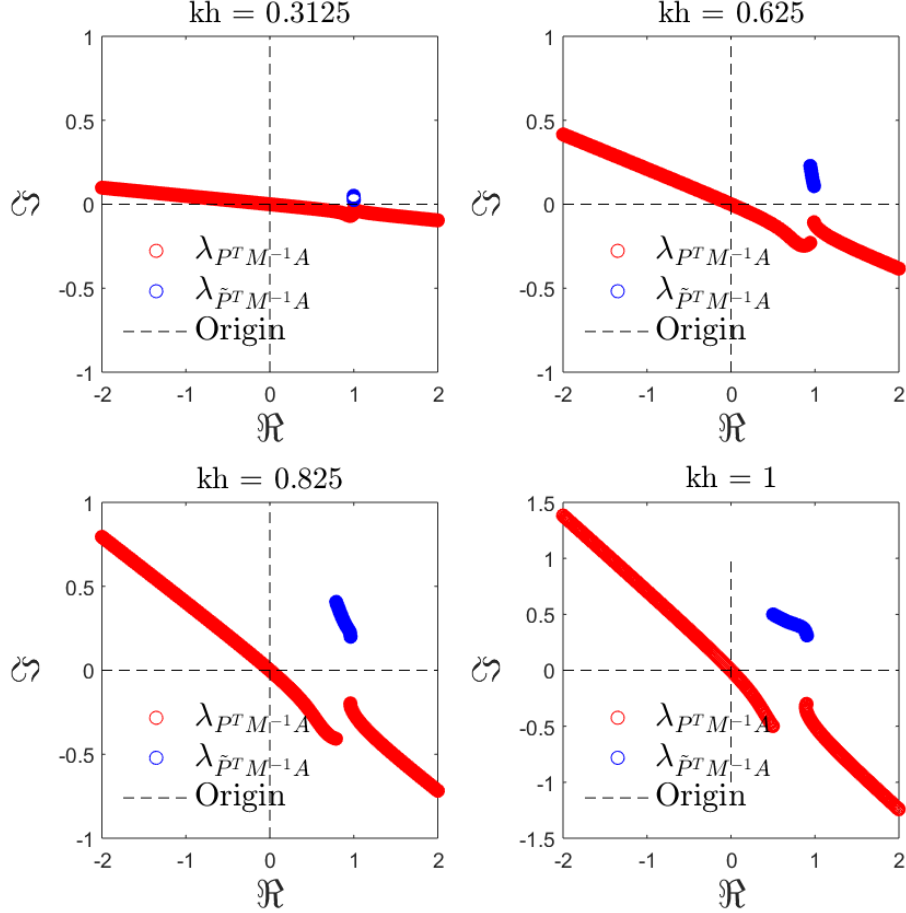 kh = 0.3125
1
0.5
0
-0.5
-1
ℑ
λ_{P^T M^{-1} A}
λ_{P̃^T M^{-1} A}
Origin
-2 -1 0 1 2
ℜ
kh = 0.625
1
0.5
0
-0.5
-1
ℑ
λ_{P^T M^{-1} A}
λ_{P̃^T M^{-1} A}
Origin
-2 -1 0 1 2
ℜ
kh = 0.825
1
0.5
0
-0.5
-1
ℑ
λ_{P^T M^{-1} A}
λ_{P̃^T M^{-1} A}
Origin
-2 -1 0 1 2
ℜ
kh = 1
1.5
1
0.5
0
-0.5
-1
-1.5
ℑ
λ_{P^T M^{-1} A}
λ_{P̃^T M^{-1} A}
Origin
-2 -1 0 1 2
ℜ